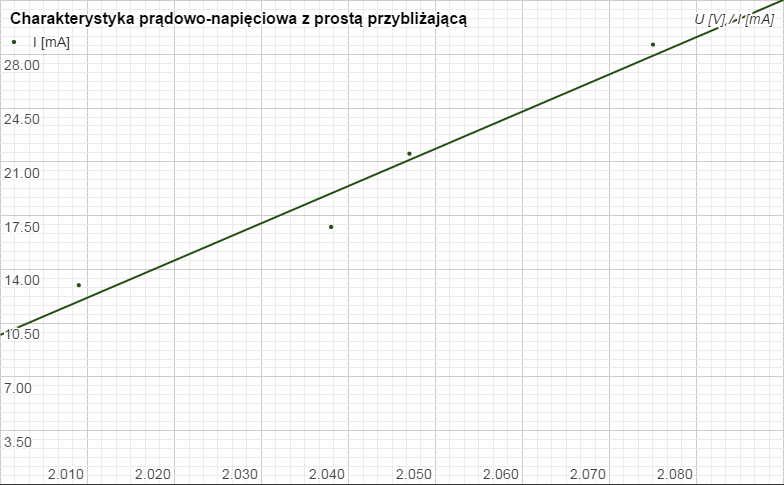 Charakterystyka prądowo-napięciowa z prostą przybliżającą
U [V] / I [mA]
I [mA]
28.00
24.50
21.00
17.50
14.00
10.50
7.00
3.50
2.010 2.020 2.030 2.040 2.050 2.060 2.070 2.080